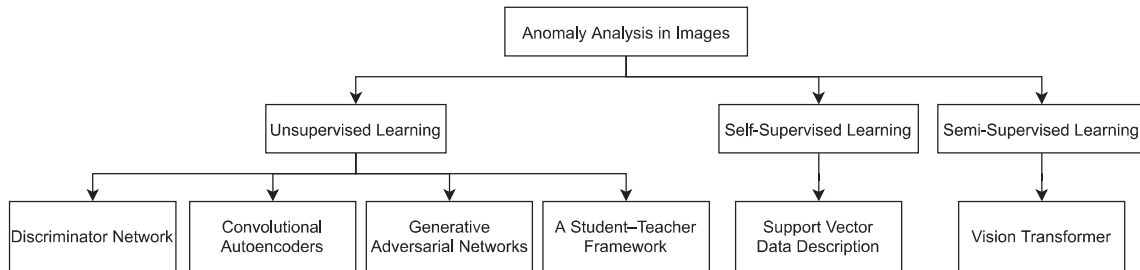 Anomaly Analysis in Images
Unsupervised Learning
Self-Supervised Learning
Semi-Supervised Learning
Discriminator Network
Convolutional
Autoencoders
Generative
Adversarial Networks
A Student–Teacher
Framework
Support Vector
Data Description
Vision Transformer